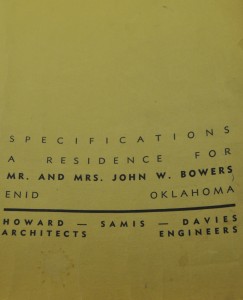 SPECIFICATIONS
A RESIDENCE FOR
MR. AND MRS. JOHN W. BOWERS
ENID OKLAHOMA
HOWARD — SAMIS — DAVIES
ARCHITECTS ENGINEERS